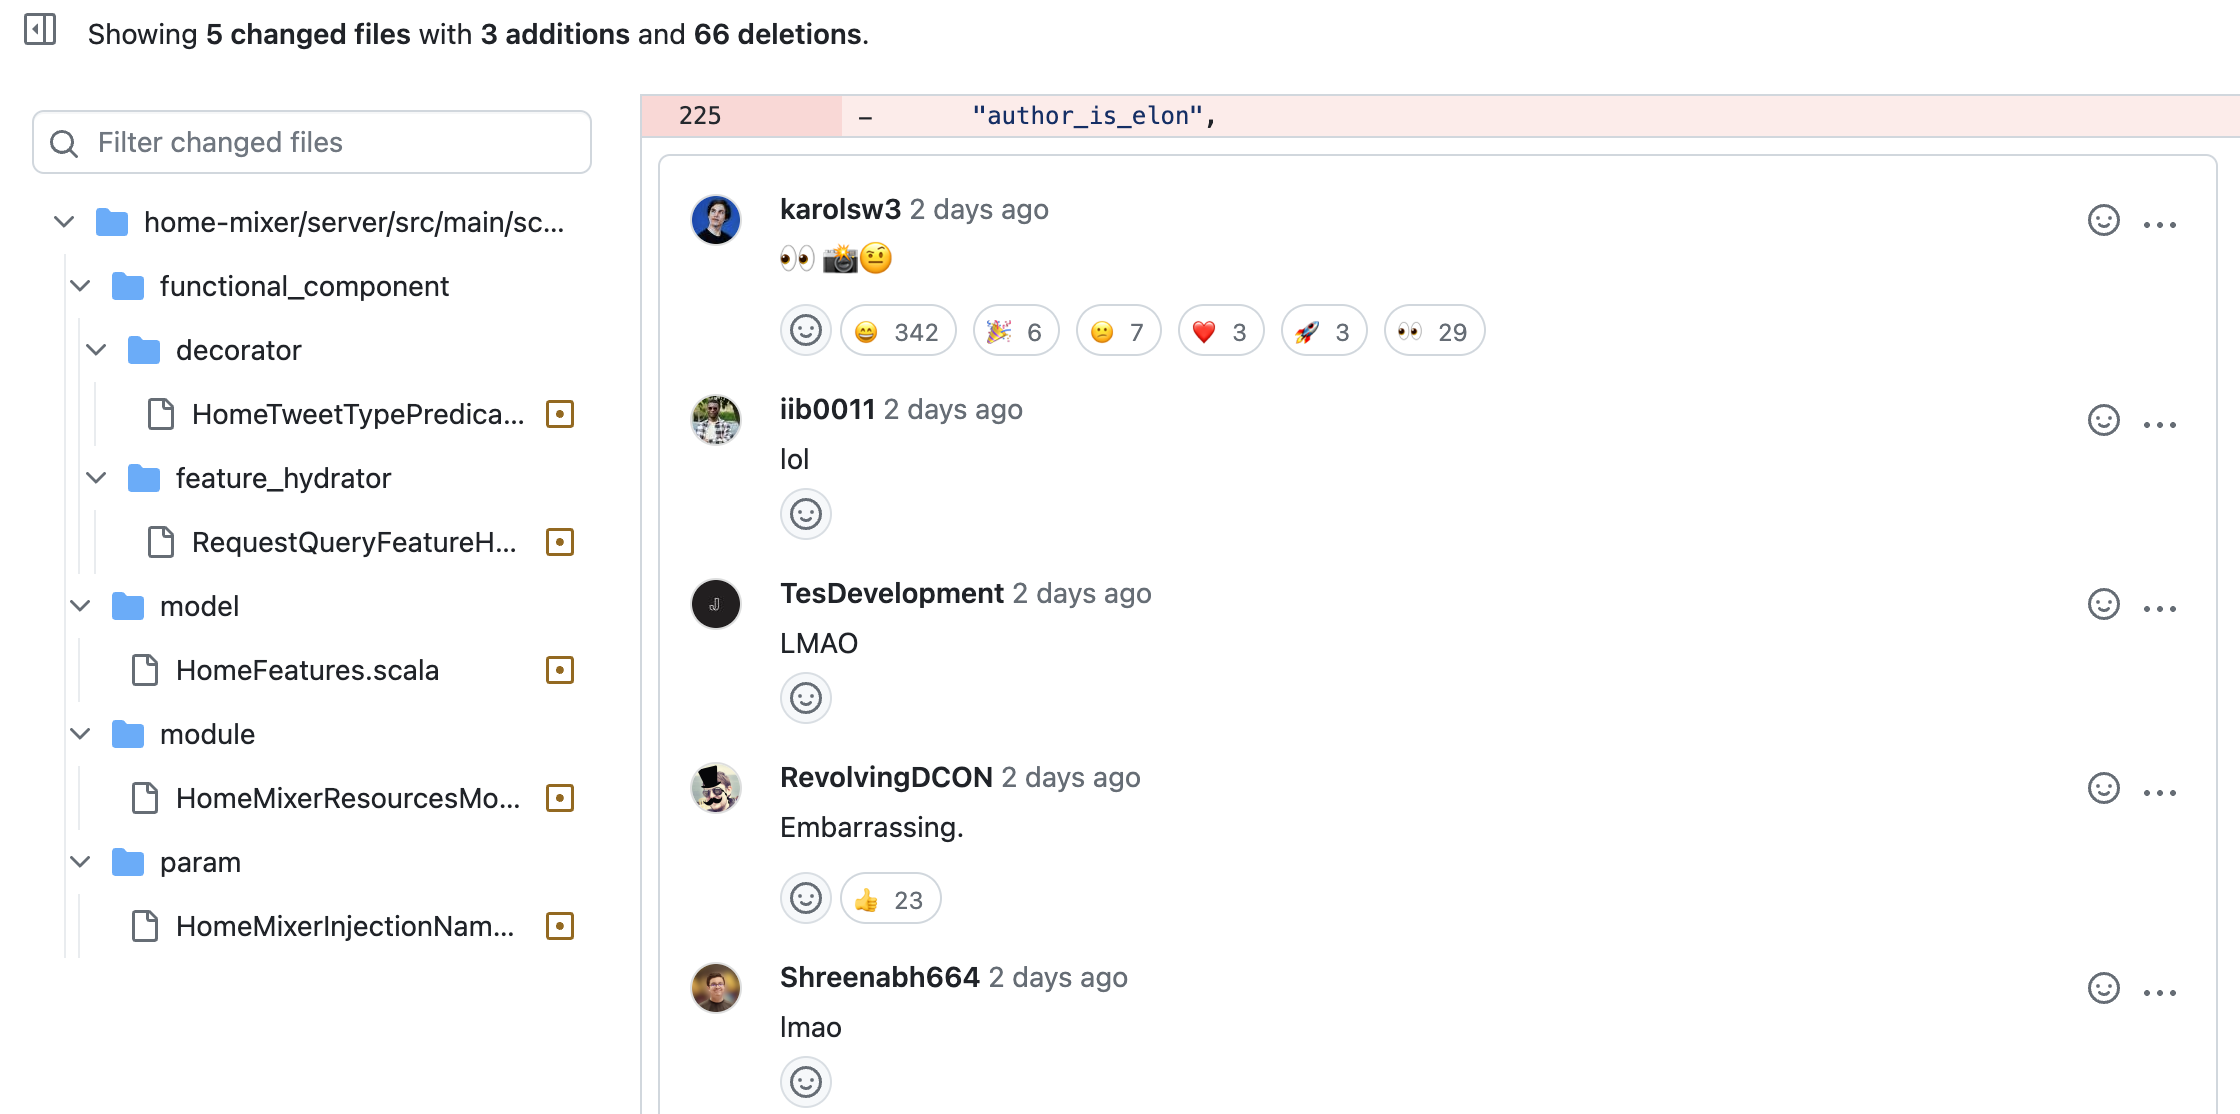 Showing 5 changed files with 3 additions and 66 deletions.
Filter changed files
home-mixer/server/src/main/sc...
functional_component
decorator
HomeTweetTypePredica...
feature_hydrator
RequestQueryFeatureH...
model
HomeFeatures.scala
module
HomeMixerResourcesMo...
param
HomeMixerInjectionNam...
225 - "author_is_elon",
karolsw3 2 days ago
👀 📸🤨
😄 342 🎉 6 😕 7 ❤️ 3 🚀 3 👀 29
iib0011 2 days ago
lol
TesDevelopment 2 days ago
LMAO
RevolvingDCON 2 days ago
Embarrassing.
👍 23
Shreenabh664 2 days ago
lmao